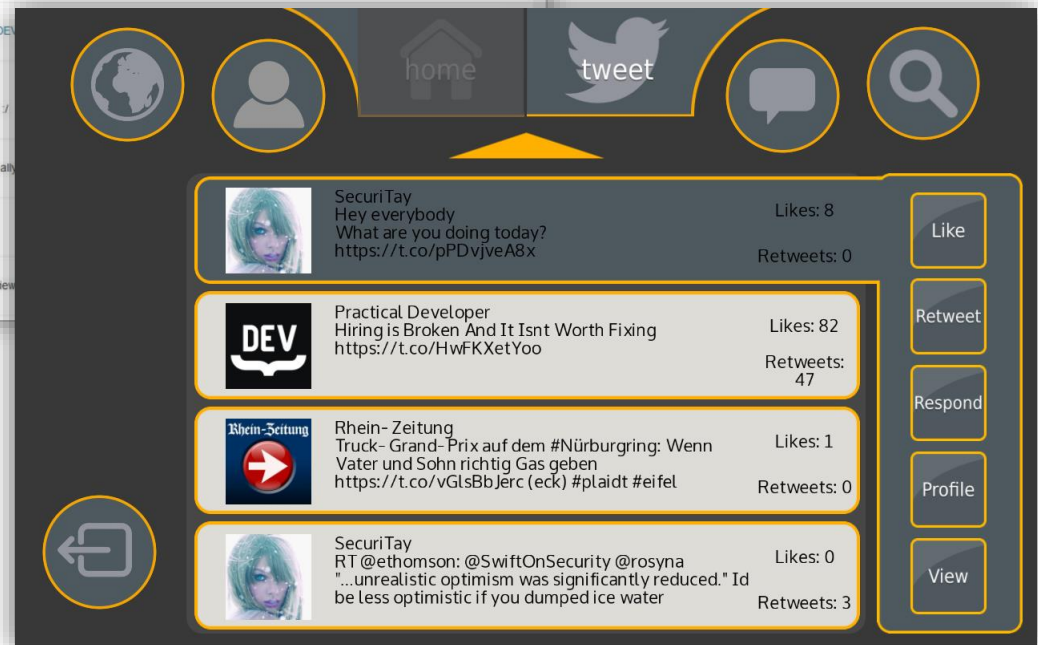 DEV
:/
ally
iew
home
tweet
SecuriTay
Hey everybody
What are you doing today?
https://t.co/pPDvjveA8x
Likes: 8
Retweets: 0
DEV
Practical Developer
Hiring is Broken And It Isnt Worth Fixing
https://t.co/HwFKXetYoo
Likes: 82
Retweets:
47
Rhein-Zeitung
Rhein- Zeitung
Truck- Grand- Prix auf dem #Nürburgring: Wenn
Vater und Sohn richtig Gas geben
https://t.co/vGlsBbJerc (eck) #plaidt #eifel
Likes: 1
Retweets: 0
SecuriTay
RT @ethomson: @SwiftOnSecurity @rosyna
"...unrealistic optimism was significantly reduced." Id
be less optimistic if you dumped ice water
Likes: 0
Retweets: 3
Like
Retweet
Respond
Profile
View